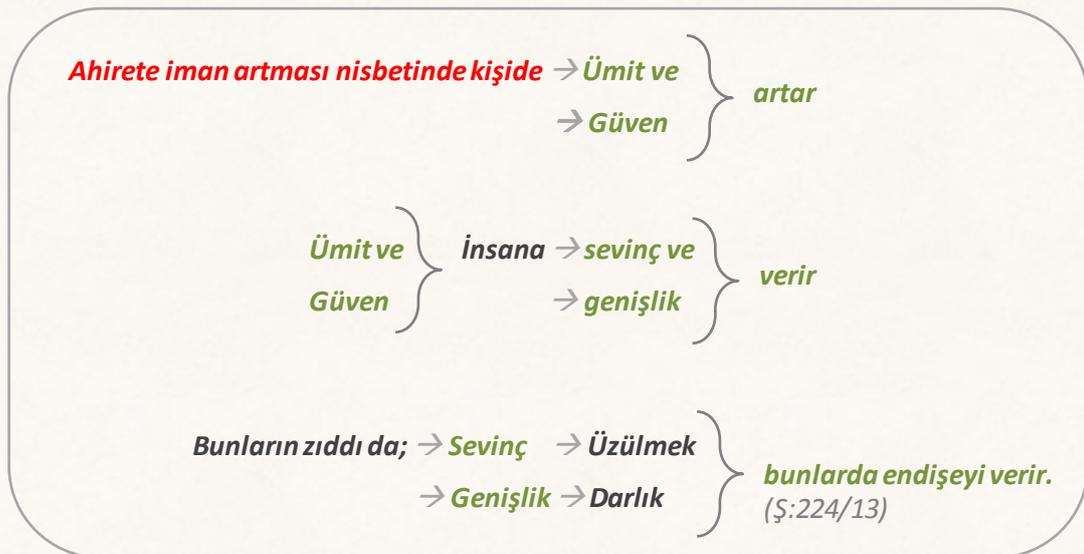 Ahirete iman artması nisbetinde kişide → Ümit ve
→ Güven
artar
Ümit ve
Güven
İnsana → sevinç ve
→ genişlik
verir
Bunların zıddı da; → Sevinç → Üzülmek
→ Genişlik → Darlık
bunlarda endişeyi verir.
(Ş:224/13)